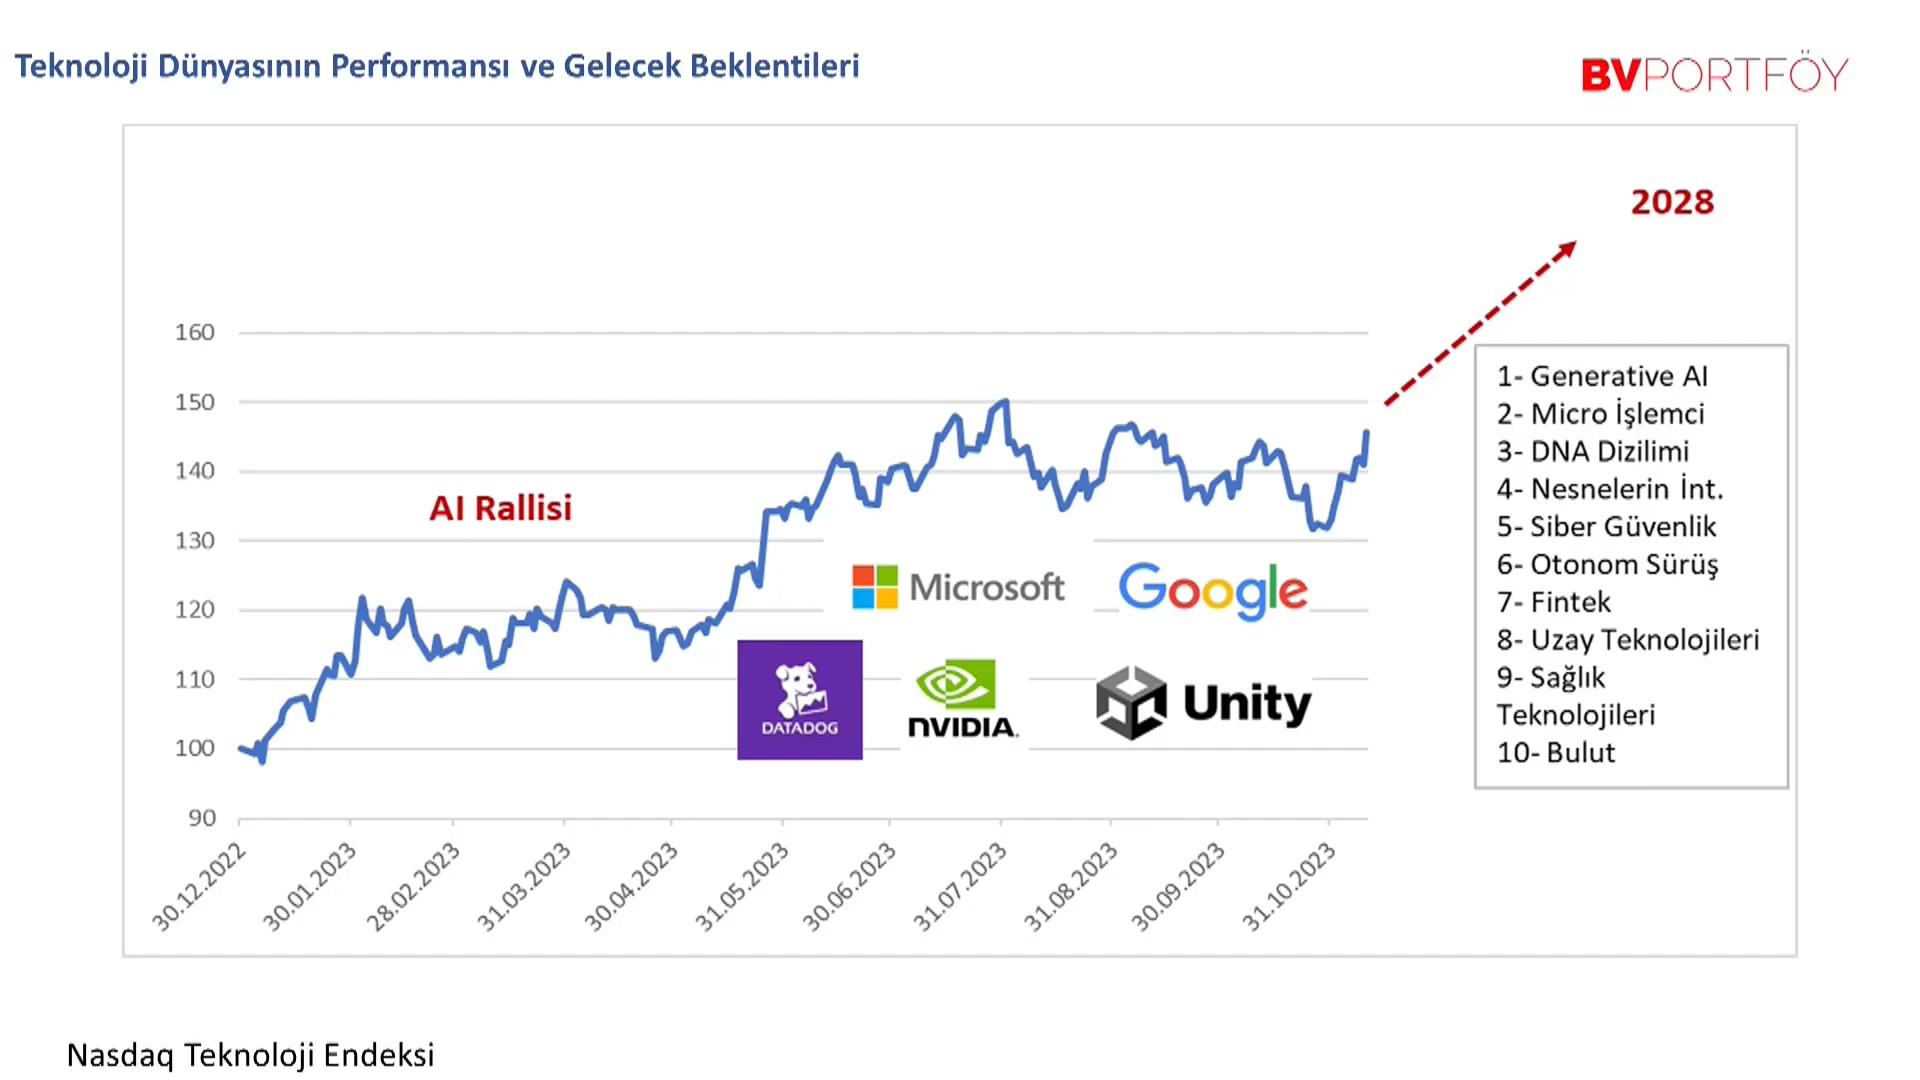 Teknoloji Dünyasının Performansı ve Gelecek Beklentileri
BVPORTFÖY
2028
160
150
140
130
120
110
100
90
AI Rallisi
Microsoft
Google
DATADOG
NVIDIA.
Unity
1- Generative AI
2- Micro İşlemci
3- DNA Dizilimi
4- Nesnelerin İnt.
5- Siber Güvenlik
6- Otonom Sürüş
7- Fintek
8- Uzay Teknolojileri
9- Sağlık
Teknolojileri
10- Bulut
30.12.2022
30.01.2023
28.02.2023
31.03.2023
30.04.2023
31.05.2023
30.06.2023
31.07.2023
31.08.2023
30.09.2023
31.10.2023
Nasdaq Teknoloji Endeksi